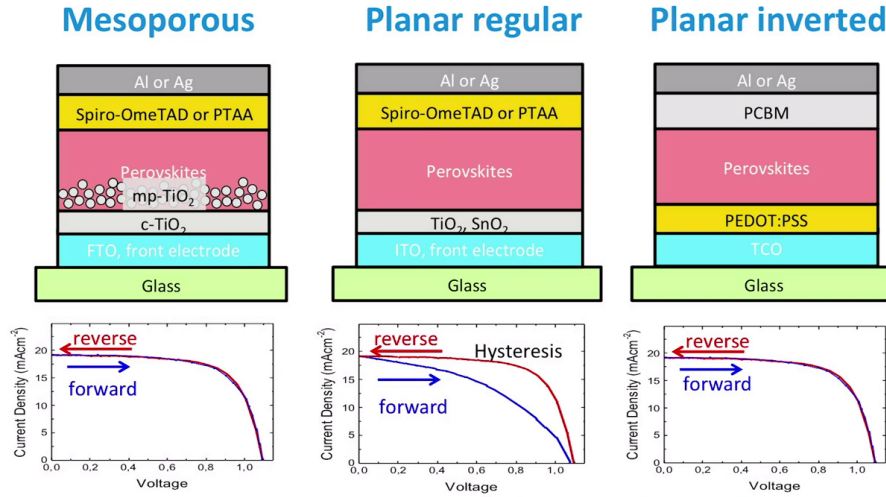 Mesoporous
Planar regular
Planar inverted
Al or Ag
Spiro-OmeTAD or PTAA
Perovskites
mp-TiO₂
c-TiO₂
FTO, front electrode
Glass
Al or Ag
Spiro-OmeTAD or PTAA
Perovskites
TiO₂, SnO₂
ITO, front electrode
Glass
Al or Ag
PCBM
Perovskites
PEDOT:PSS
TCO
Glass
Current Density (mAcm⁻²)
25
20
15
10
5
0
reverse
forward
0,0 0,2 0,4 0,6 0,8 1,0
Voltage
Current Density (mAcm⁻²)
25
20
15
10
5
0
reverse
Hysteresis
forward
0,0 0,2 0,4 0,6 0,8 1,0
Voltage
Current Density (mAcm⁻²)
25
20
15
10
5
0
reverse
forward
0,0 0,2 0,4 0,6 0,8 1,0
Voltage